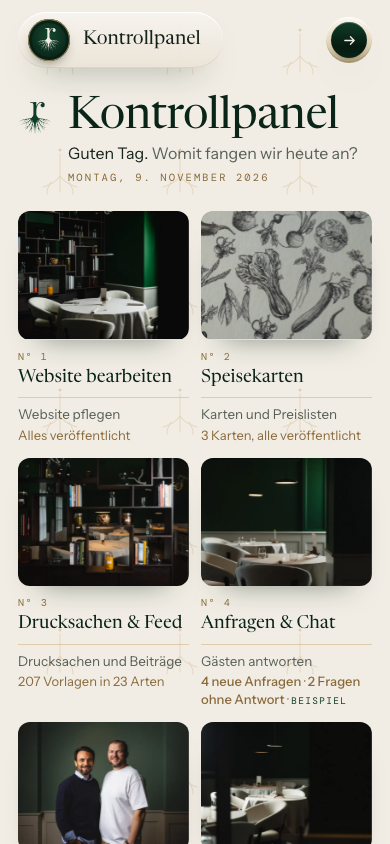 r
Kontrollpanel
→
r Kontrollpanel
Guten Tag. Womit fangen wir heute an?
MONTAG, 9. NOVEMBER 2026
N° 1
Website bearbeiten
Website pflegen
Alles veröffentlicht
N° 2
Speisekarten
Karten und Preislisten
3 Karten, alle veröffentlicht
N° 3
Drucksachen & Feed
Drucksachen und Beiträge
207 Vorlagen in 23 Arten
N° 4
Anfragen & Chat
Gästen antworten
4 neue Anfragen · 2 Fragen
ohne Antwort · BEISPIEL